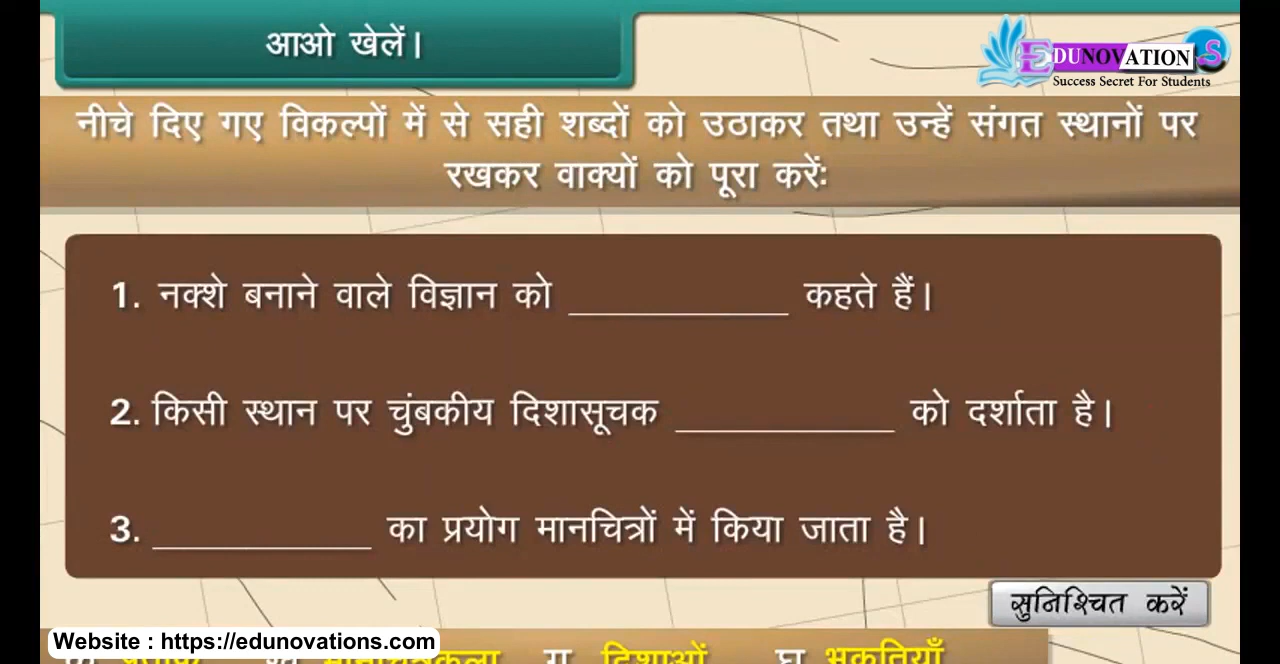 आओ खेलें।
EDUNOVATIONS
Success Secret For Students
नीचे दिए गए विकल्पों में से सही शब्दों को उठाकर तथा उन्हें संगत स्थानों पर
रखकर वाक्यों को पूरा करें:
1. नक्शे बनाने वाले विज्ञान को ____________ कहते हैं।
2. किसी स्थान पर चुंबकीय दिशासूचक ____________ को दर्शाता है।
3. ____________ का प्रयोग मानचित्रों में किया जाता है।
सुनिश्चित करें
Website : https://edunovations.com
मानचित्रकला ग दिशाओं घ